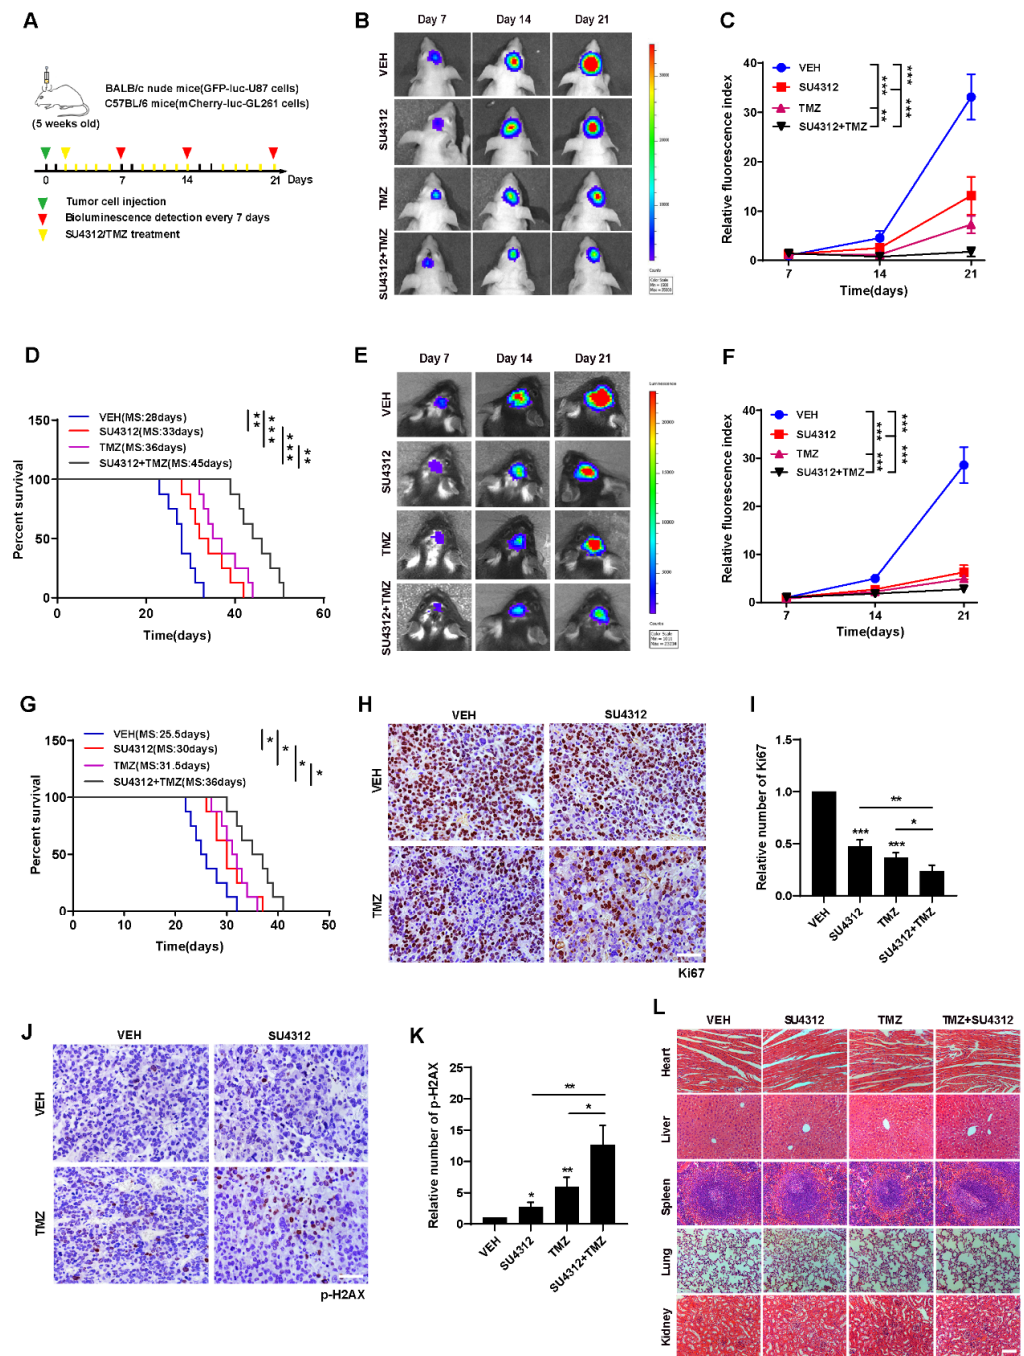 A
BALB/c nude mice(GFP-luc-U87 cells)
C57BL/6 mice(mCherry-luc-GL261 cells)
(5 weeks old)
0 7 14 21 Days
Tumor cell injection
Bioluminescence detection every 7 days
SU4312/TMZ treatment
B
Day 7 Day 14 Day 21
VEH
SU4312
TMZ
SU4312+TMZ
Counts
Color Scale
C
Relative fluorescence index
40
30
20
10
0
VEH
SU4312
TMZ
SU4312+TMZ
*** ***
** ***
7 14 21
Time(days)
D
Percent survival
150
100
50
0
VEH(MS:28days)
SU4312(MS:33days)
TMZ(MS:36days)
SU4312+TMZ(MS:45days)
** *** *** **
0 20 40 60
Time(days)
E
Day 7 Day 14 Day 21
VEH
SU4312
TMZ
SU4312+TMZ
Luminescence
Counts
Color Scale
F
Relative fluorescence index
40
30
20
10
0
VEH
SU4312
TMZ
SU4312+TMZ
*** ***
*** ***
7 14 21
Time(days)
G
Percent survival
150
100
50
0
VEH(MS:25.5days)
SU4312(MS:30days)
TMZ(MS:31.5days)
SU4312+TMZ(MS:36days)
* * * *
0 10 20 30 40 50
Time(days)
H
VEH SU4312
VEH
TMZ
Ki67
I
Relative number of Ki67
1.5
1.0
0.5
0.0
**
*
*** ***
VEH SU4312 TMZ SU4312+TMZ
J
VEH SU4312
VEH
TMZ
p-H2AX
K
Relative number of p-H2AX
25
20
15
10
5
0
**
*
* **
VEH SU4312 TMZ SU4312+TMZ
L
VEH SU4312 TMZ TMZ+SU4312
Heart
Liver
Spleen
Lung
Kidney